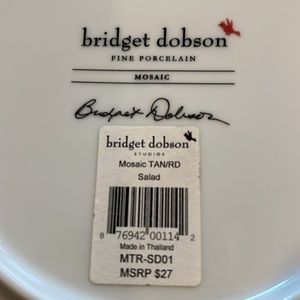 bridget dobson
FINE PORCELAIN
MOSAIC
Bridget Dobson
bridget dobson
STUDIOS
Mosaic TAN/RD
Salad
8 76942 00114 2
Made in Thailand
MTR-SD01
MSRP $27